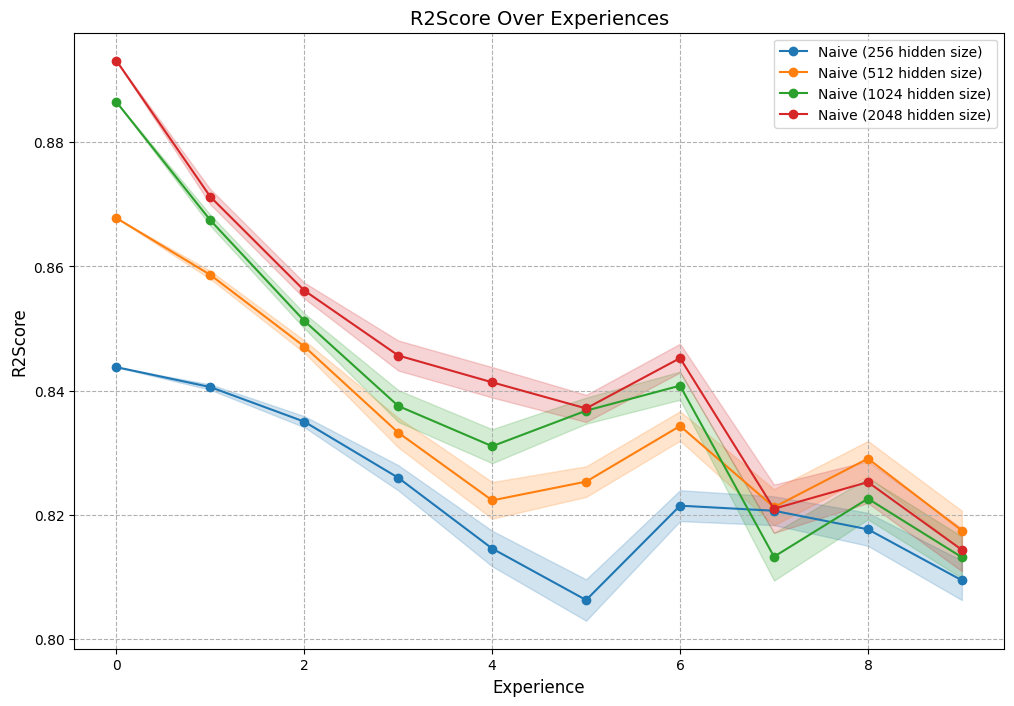 R2Score Over Experiences
Naive (256 hidden size)
Naive (512 hidden size)
Naive (1024 hidden size)
Naive (2048 hidden size)
R2Score
0.88
0.86
0.84
0.82
0.80
0
2
4
6
8
Experience